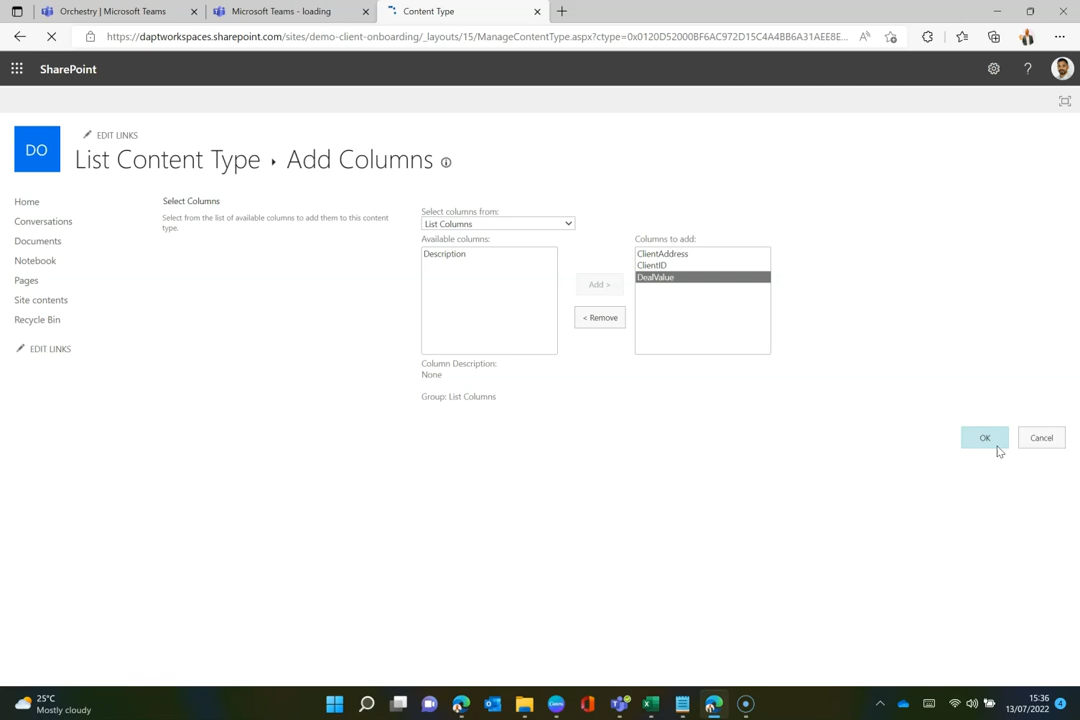 Orchestry | Microsoft Teams
Microsoft Teams - loading
Content Type
https://daptworkspaces.sharepoint.com/sites/demo-client-onboarding/_layouts/15/ManageContentType.aspx?ctype=0x0120D52000BF6AC972D15C4A4BB6A31AEE8E...
SharePoint
EDIT LINKS
DO
List Content Type ▸ Add Columns
Home
Conversations
Documents
Notebook
Pages
Site contents
Recycle Bin
EDIT LINKS
Select Columns
Select from the list of available columns to add them to this content
type.
Select columns from:
List Columns
Available columns:
Description
Add >
< Remove
Columns to add:
ClientAddress
ClientID
DealValue
Column Description:
None
Group: List Columns
OK
Cancel
25°C
Mostly cloudy
15:36
13/07/2022
4